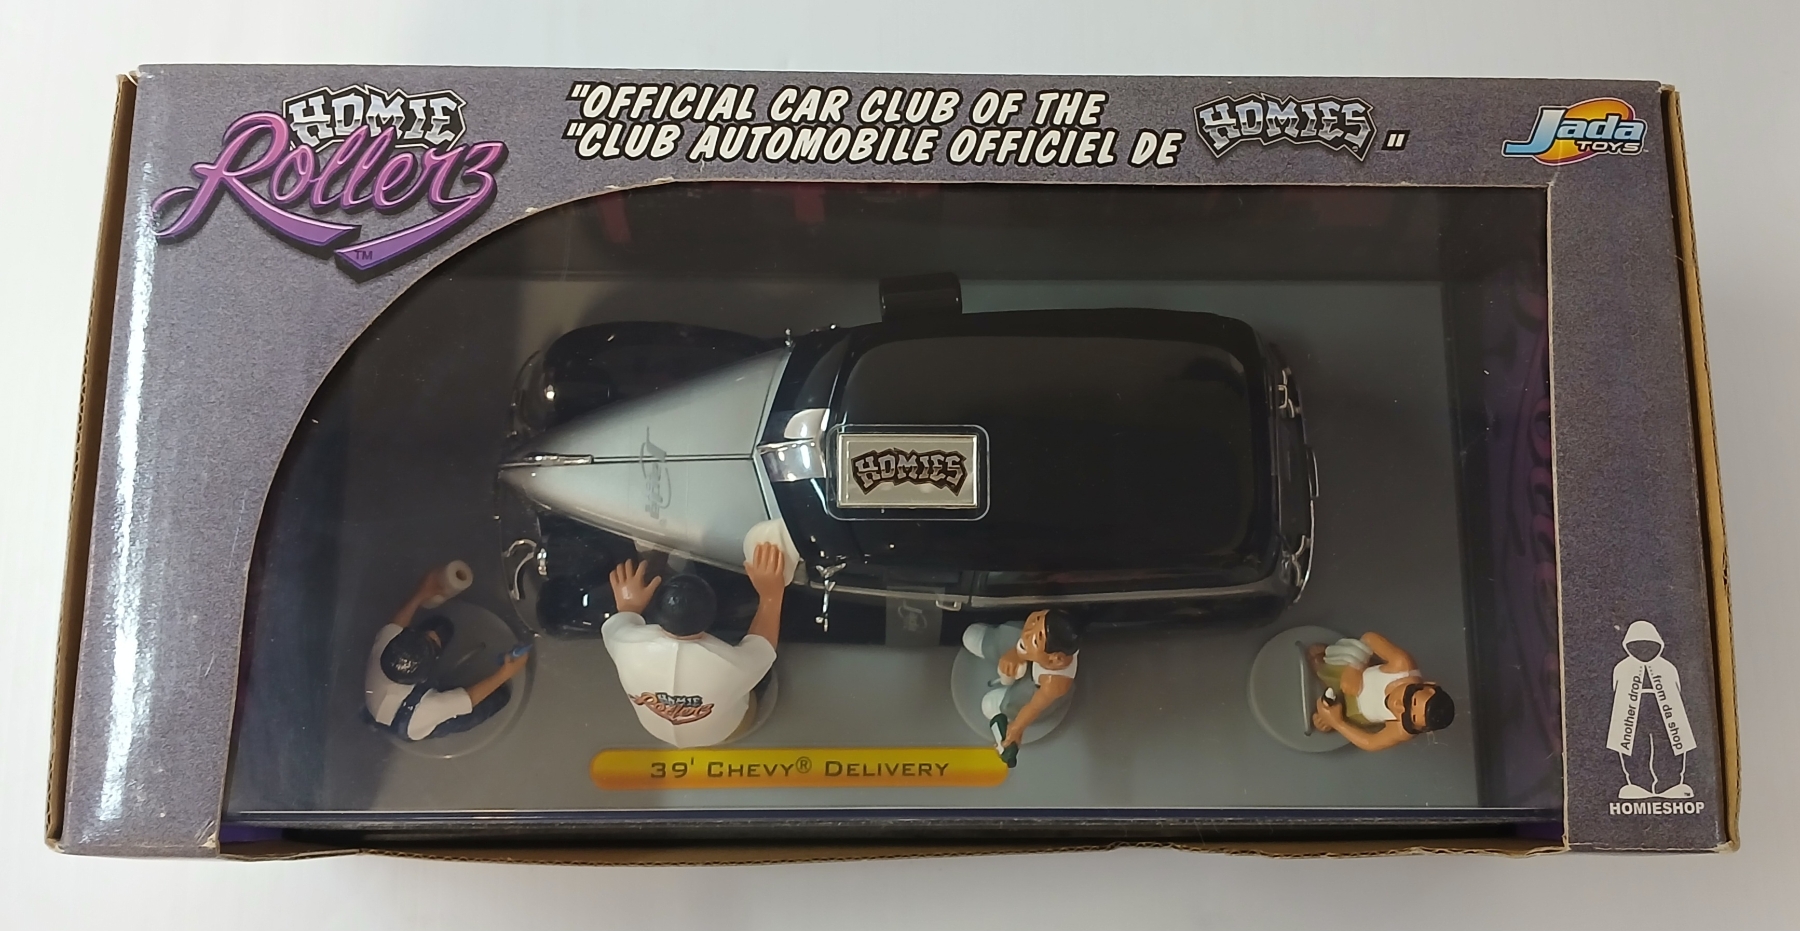 HOMIE
Rollerz
TM
"OFFICIAL CAR CLUB OF THE
"CLUB AUTOMOBILE OFFICIEL DE
HOMIES "
Jada
TOYS
HOMIES
Jada
HOMIE
Rollerz
39' CHEVY® DELIVERY
Another drop... from da shop
HOMIESHOP